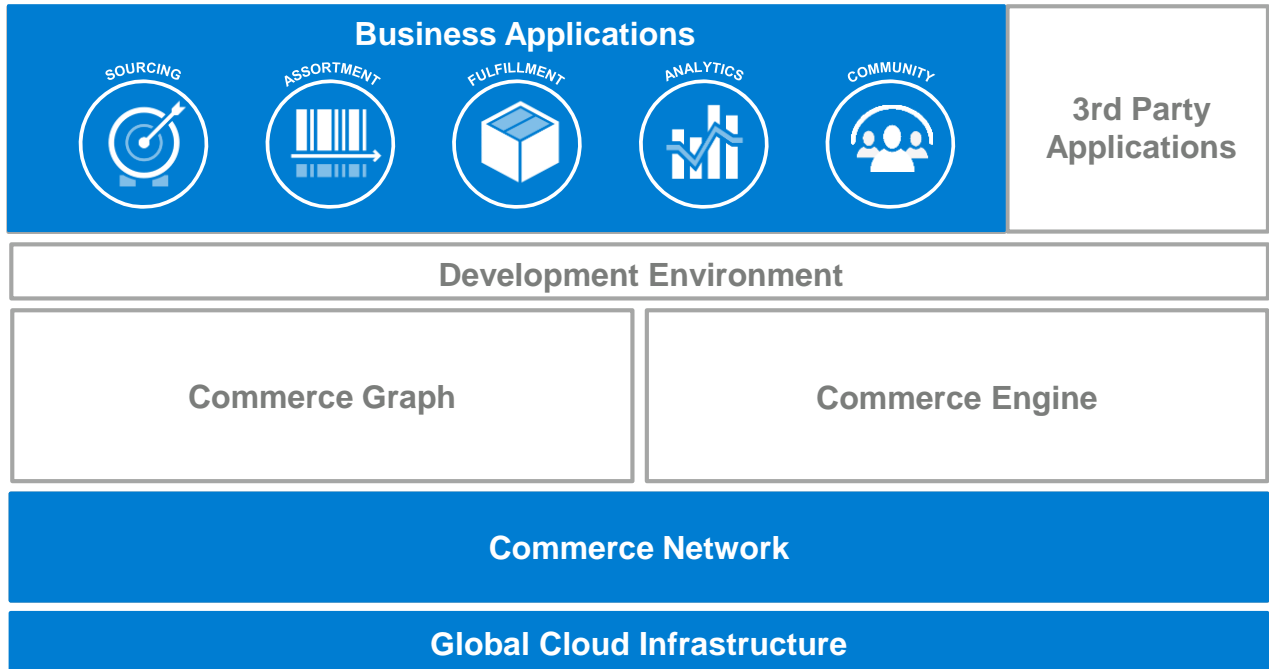 Business Applications
SOURCING
ASSORTMENT
FULFILLMENT
ANALYTICS
COMMUNITY
3rd Party
Applications
Development Environment
Commerce Graph
Commerce Engine
Commerce Network
Global Cloud Infrastructure